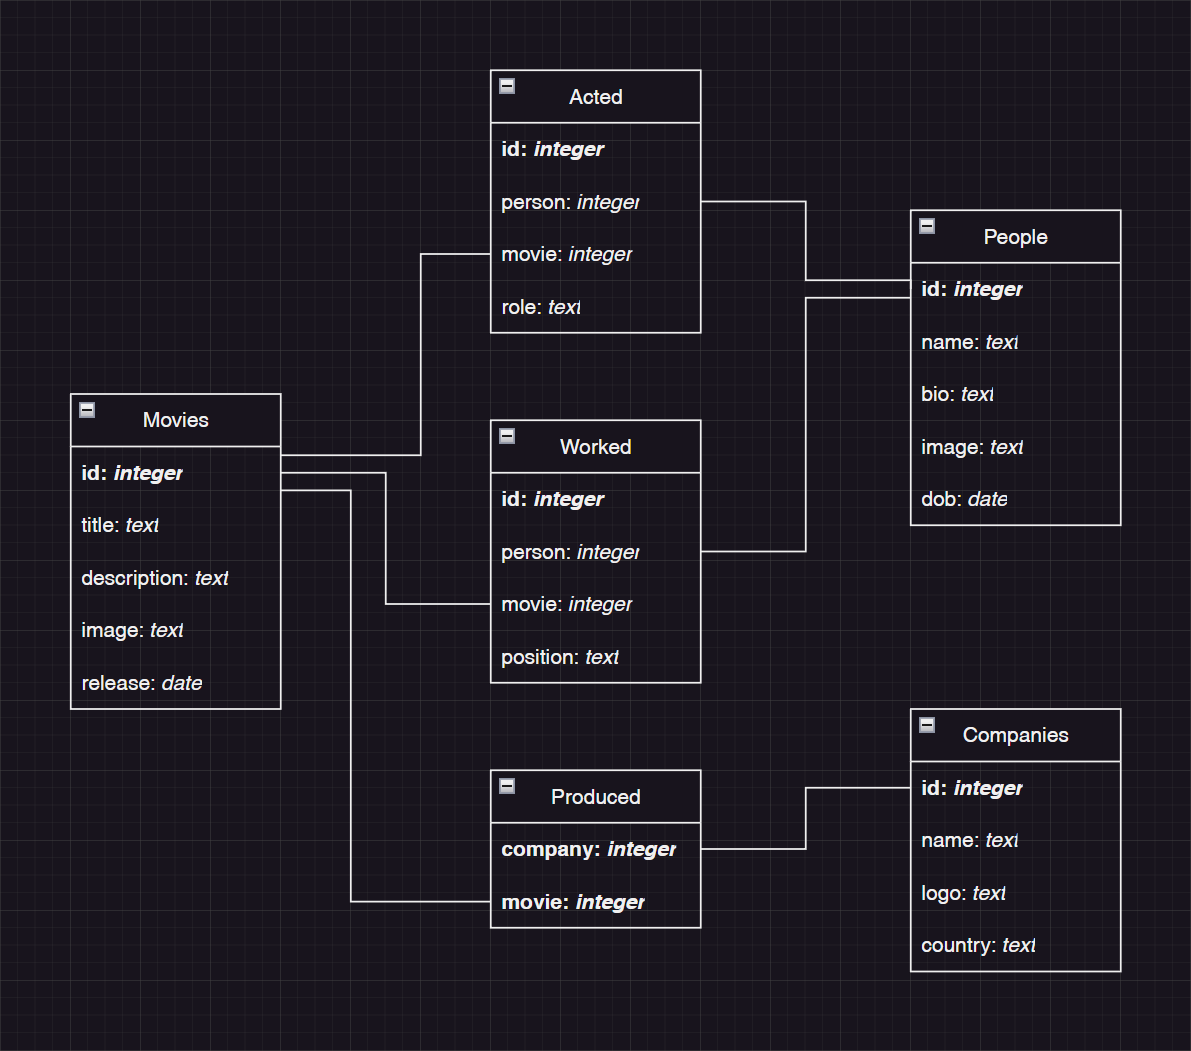 Acted
id: integer
person: integer
movie: integer
role: text
People
id: integer
name: text
bio: text
image: text
dob: date
Movies
id: integer
title: text
description: text
image: text
release: date
Worked
id: integer
person: integer
movie: integer
position: text
Produced
company: integer
movie: integer
Companies
id: integer
name: text
logo: text
country: text